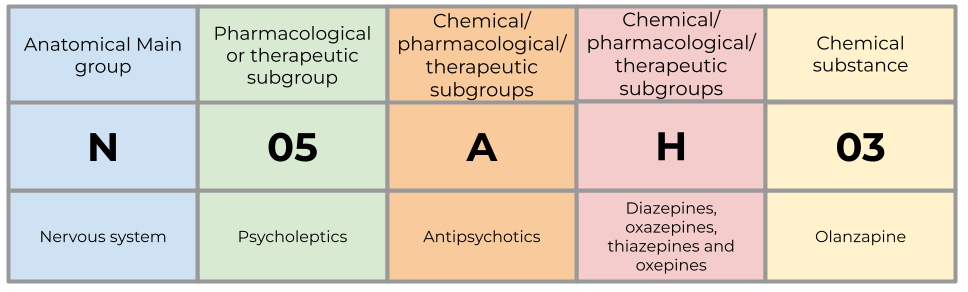 Anatomical Main
group
Pharmacological
or therapeutic
subgroup
Chemical/
pharmacological/
therapeutic
subgroups
Chemical/
pharmacological/
therapeutic
subgroups
Chemical
substance
N
05
A
H
03
Nervous system
Psycholeptics
Antipsychotics
Diazepines,
oxazepines,
thiazepines and
oxepines
Olanzapine